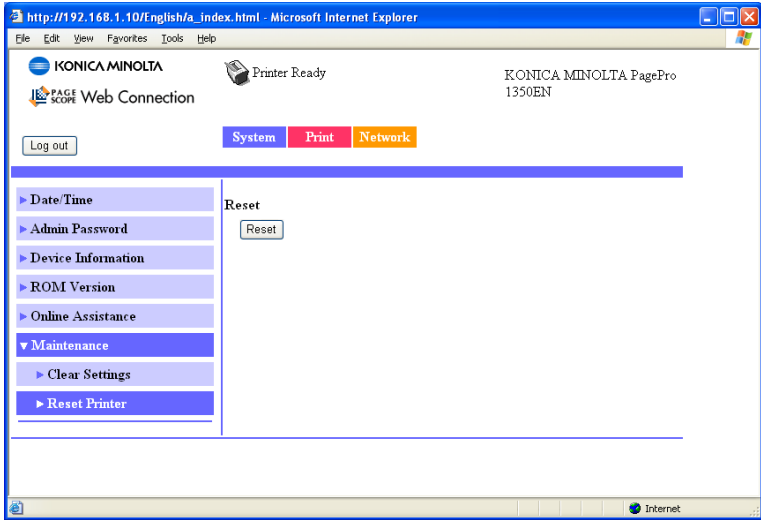 http://192.168.1.10/English/a_index.html - Microsoft Internet Explorer
File Edit View Favorites Tools Help
KONICA MINOLTA
Printer Ready
KONICA MINOLTA PagePro
1350EN
PAGE
SCOPE Web Connection
Log out
System Print Network
Date/Time
Admin Password
Device Information
ROM Version
Online Assistance
Maintenance
Clear Settings
Reset Printer
Reset
Reset
Internet